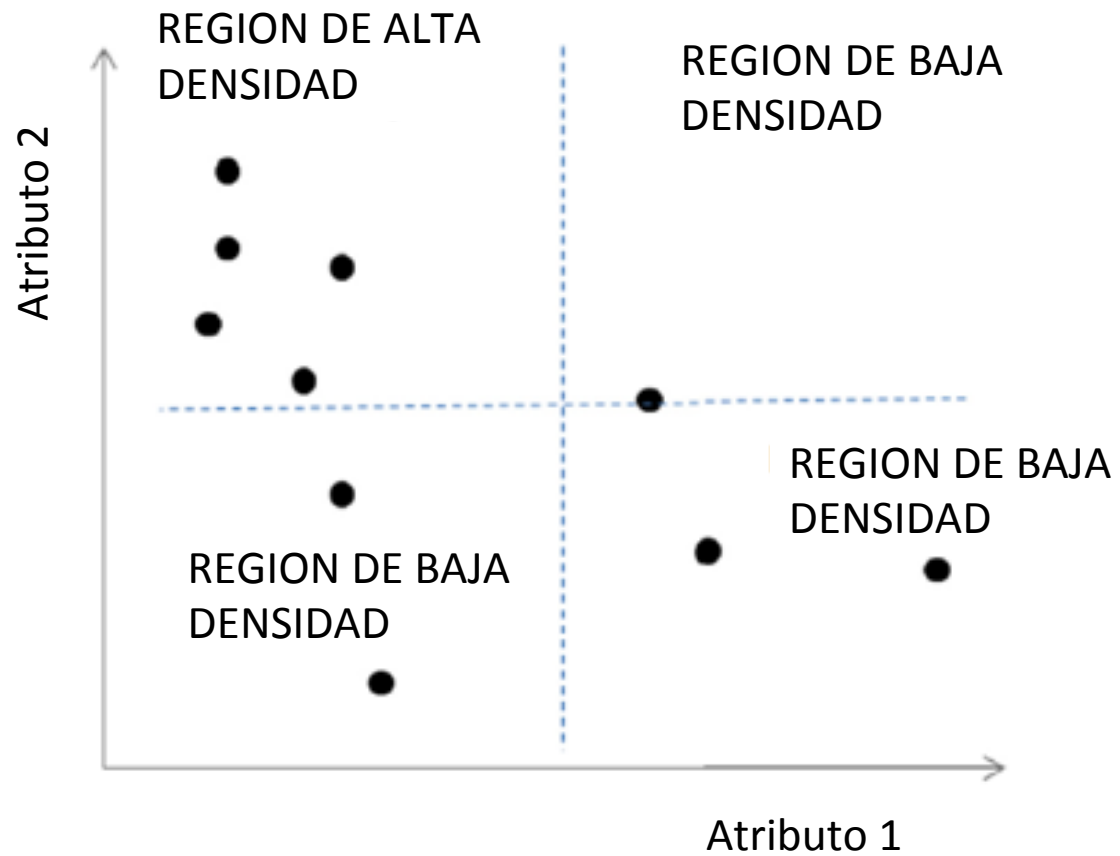 REGION DE ALTA
DENSIDAD
REGION DE BAJA
DENSIDAD
Atributo 2
REGION DE BAJA
DENSIDAD
REGION DE BAJA
DENSIDAD
Atributo 1